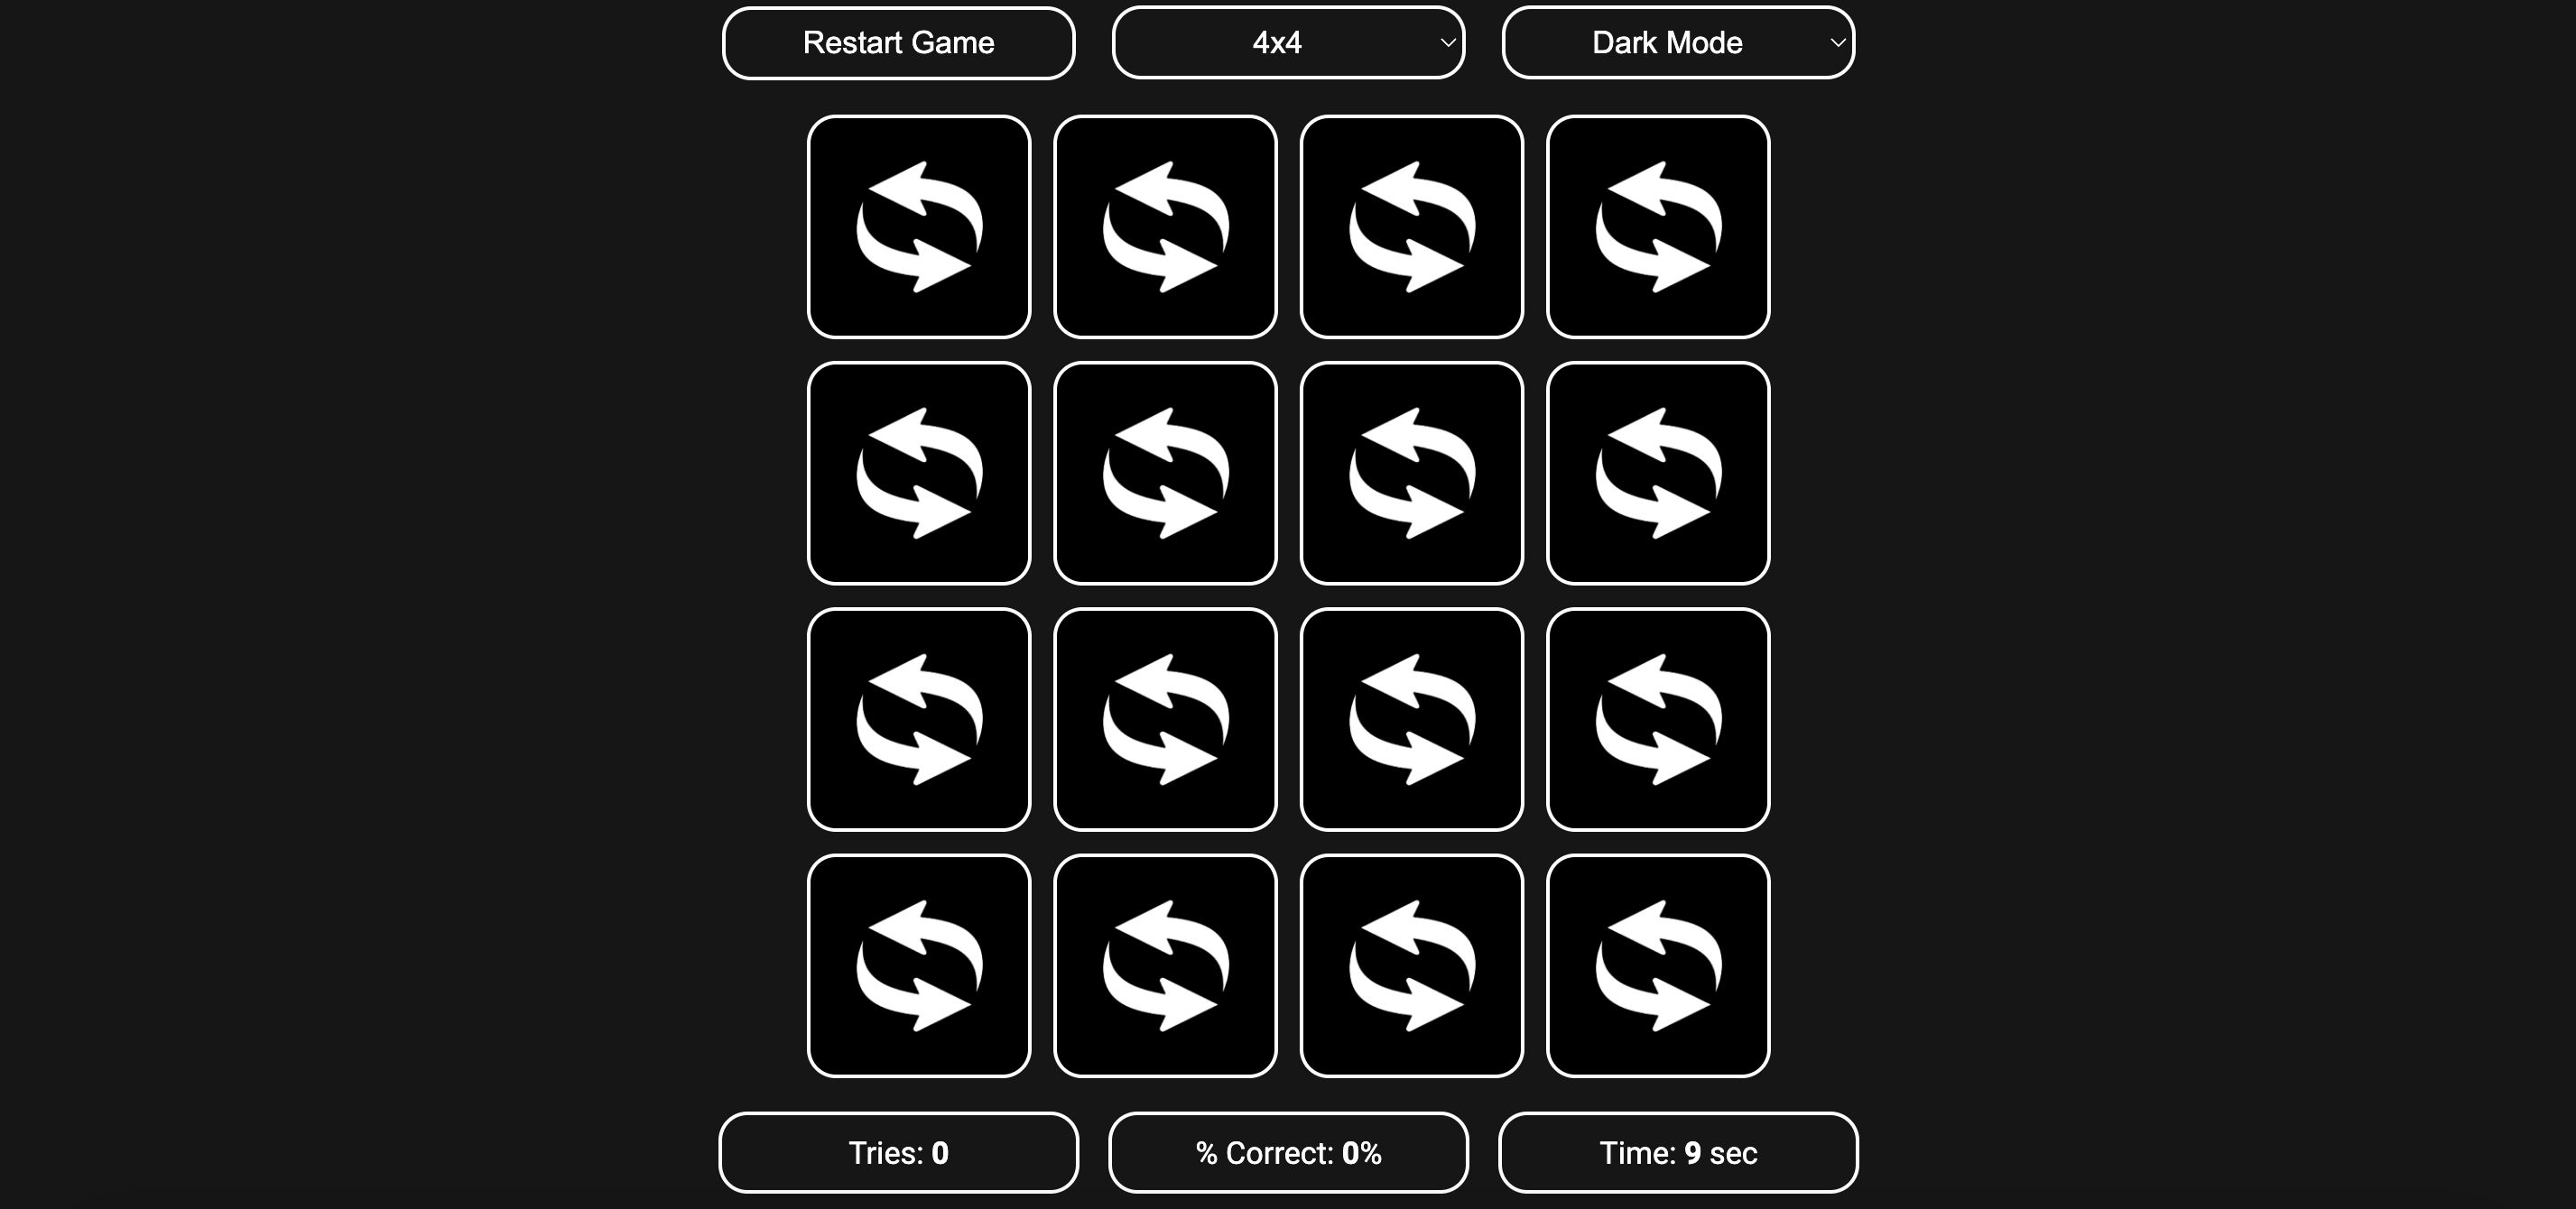 Restart Game
4x4
Dark Mode
Tries: 0
% Correct: 0%
Time: 9 sec